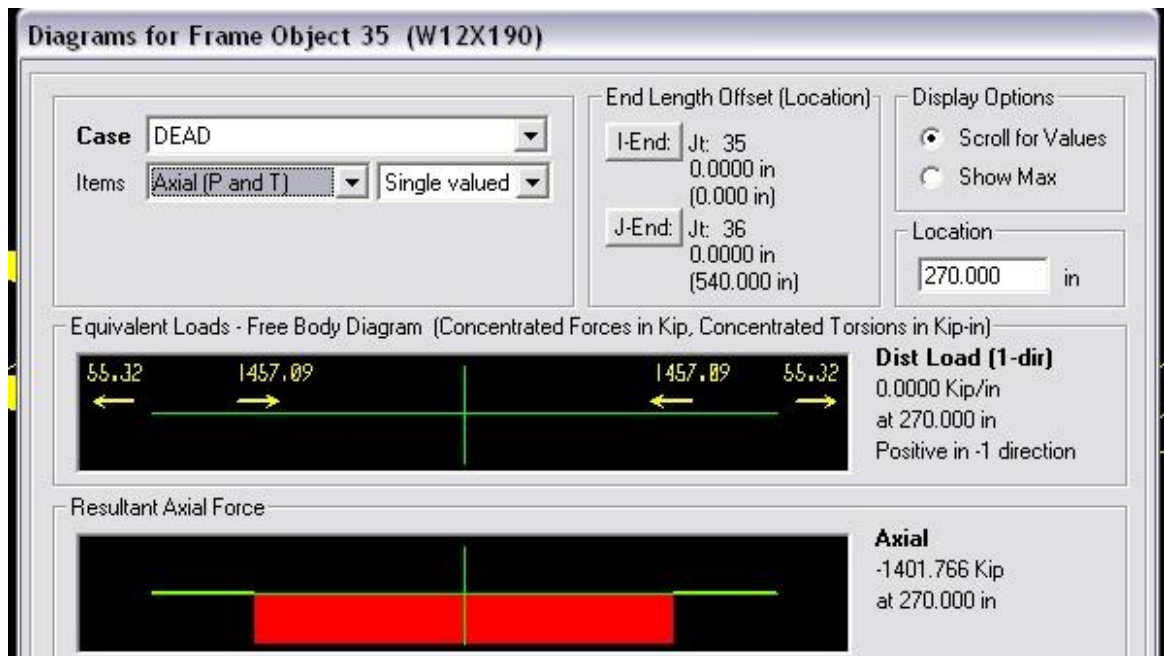 Diagrams for Frame Object 35 (W12X190)
Case DEAD
Items Axial (P and T) Single valued
End Length Offset (Location)
I-End: Jt: 35
0.0000 in
(0.000 in)
J-End: Jt: 36
0.0000 in
(540.000 in)
Display Options
Scroll for Values
Show Max
Location
270.000 in
Equivalent Loads - Free Body Diagram (Concentrated Forces in Kip, Concentrated Torsions in Kip-in)
55.32 1457.09 1457.09 55.32
Dist Load (1-dir)
0.0000 Kip/in
at 270.000 in
Positive in -1 direction
Resultant Axial Force
Axial
-1401.766 Kip
at 270.000 in